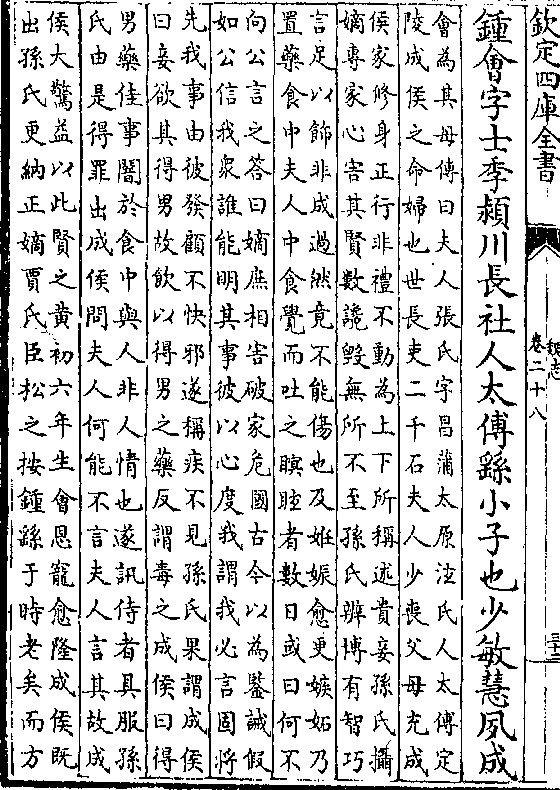 欽定四庫全書
魏志
卷二十八
鍾會字士季潁川長社人太傅繇小子也少敏慧夙成
會為其母傳曰夫人張氏字昌蒲太原泫氏人太傅定
陵成侯之命婦也世長吏二千石夫人少喪父母充成
侯家修身正行非禮不動為上下所稱述貴妾孫氏攝
嫡專家心害其賢數讒毀無所不至孫氏辨博有智巧
言足以飾非成過然竟不能傷也及姙娠愈更嫉妬乃
置藥食中夫人中食覺而吐之瞑眩者數日或曰何不
向公言之答曰嫡庶相害破家危國古今以為鑒誡假
如公信我衆誰能明其事彼以心度我謂我必言固將
先我事由彼發顧不快邪遂稱疾不見孫氏果謂成侯
曰妾欲其得男故飲以得男之藥反謂毒之成侯曰得
男藥佳事闇於食中與人非人情也遂訊侍者具服孫
氏由是得罪出成侯問夫人何能不言夫人言其故成
侯大驚益以此賢之黃初六年生會恩寵愈隆成侯既
出孫氏更納正嫡賈氏臣松之按鍾繇于時老矣而方